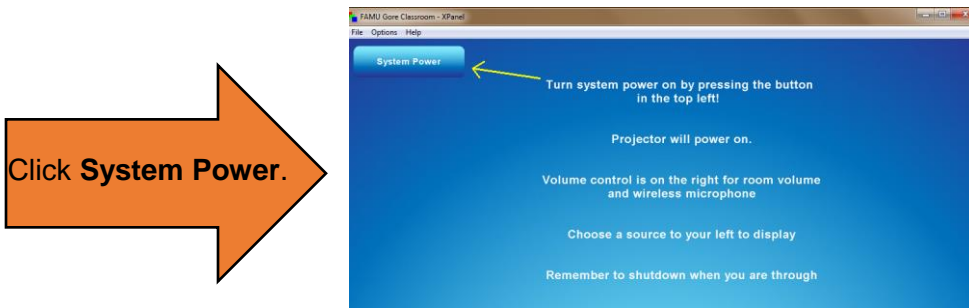 Click System Power.
FAMU Gore Classroom - XPanel
File Options Help
System Power
Turn system power on by pressing the button
in the top left!
Projector will power on.
Volume control is on the right for room volume
and wireless microphone
Choose a source to your left to display
Remember to shutdown when you are through